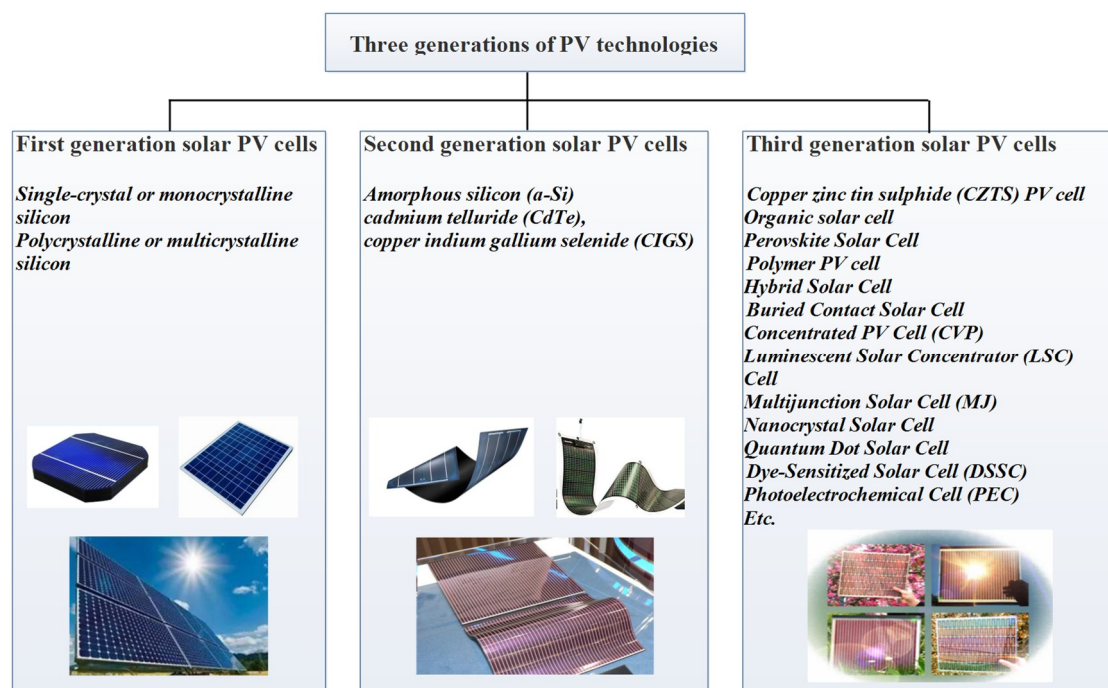 Three generations of PV technologies
First generation solar PV cells
Single-crystal or monocrystalline
silicon
Polycrystalline or multicrystalline
silicon
Second generation solar PV cells
Amorphous silicon (a-Si)
cadmium telluride (CdTe),
copper indium gallium selenide (CIGS)
Third generation solar PV cells
Copper zinc tin sulphide (CZTS) PV cell
Organic solar cell
Perovskite Solar Cell
Polymer PV cell
Hybrid Solar Cell
Buried Contact Solar Cell
Concentrated PV Cell (CVP)
Luminescent Solar Concentrator (LSC)
Cell
Multijunction Solar Cell (MJ)
Nanocrystal Solar Cell
Quantum Dot Solar Cell
Dye-Sensitized Solar Cell (DSSC)
Photoelectrochemical Cell (PEC)
Etc.